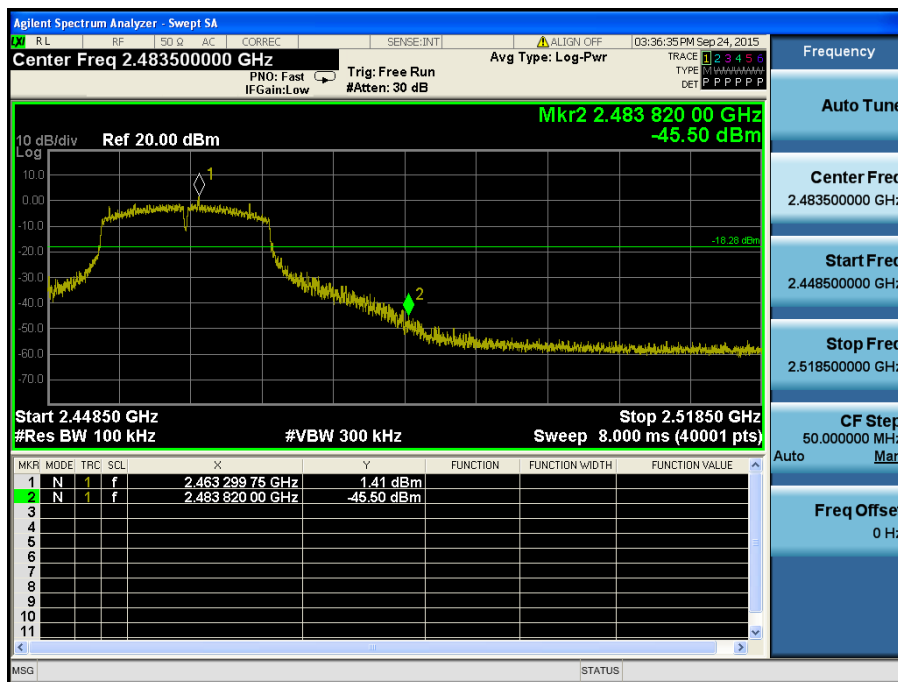 Agilent Spectrum Analyzer - Swept SA
LXI RL RF 50 Ω AC CORREC SENSE:INT ALIGN OFF 03:36:35 PM Sep 24, 2015
Center Freq 2.483500000 GHz
PNO: Fast
IFGain:Low
Trig: Free Run
#Atten: 30 dB
Avg Type: Log-Pwr
TRACE 1 2 3 4 5 6
TYPE M WWWWW
DET P P P P P P
Mkr2 2.483 820 00 GHz
-45.50 dBm
10 dB/div Ref 20.00 dBm
Log
10.0
0.00
-10.0
-20.0
-30.0
-40.0
-50.0
-60.0
-70.0
1
2
-18.28 dBm
Start 2.44850 GHz Stop 2.51850 GHz
#Res BW 100 kHz #VBW 300 kHz Sweep 8.000 ms (40001 pts)
MKR MODE TRC SCL X Y FUNCTION FUNCTION WIDTH FUNCTION VALUE
1 N 1 f 2.463 299 75 GHz 1.41 dBm
2 N 1 f 2.483 820 00 GHz -45.50 dBm
3
4
5
6
7
8
9
10
11
MSG STATUS
Frequency
Auto Tune
Center Freq
2.483500000 GHz
Start Freq
2.448500000 GHz
Stop Freq
2.518500000 GHz
CF Step
50.000000 MHz
Auto Man
Freq Offset
0 Hz